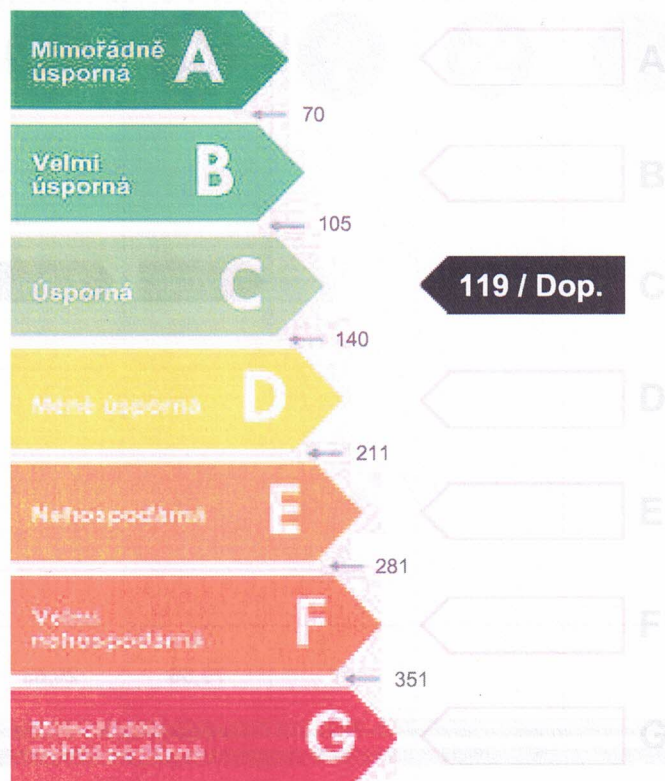 Mimořádně
úsporná
A
A
70
Velmi
úsporná
B
B
105
Úsporná
C
119 / Dop.
C
140
Méně úsporná
D
D
211
Nehospodárná
E
E
281
Velmi
nehospodárná
F
F
351
Mimořádně
nehospodárná
G
G